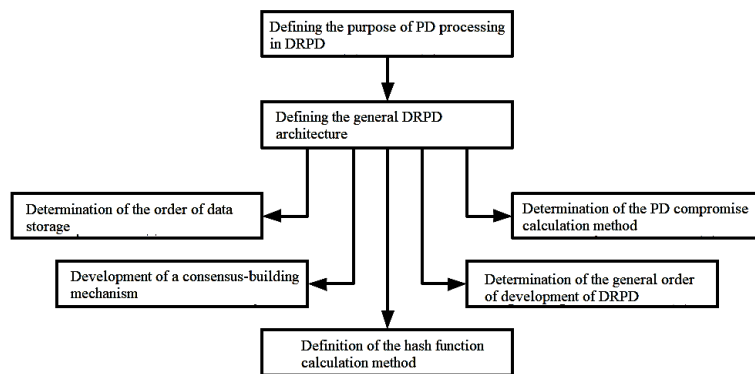 Defining the purpose of PD processing
in DRPD
Defining the general DRPD
architecture
Determination of the order of data
storage
Determination of the PD compromise
calculation method
Development of a consensus-building
mechanism
Determination of the general order
of development of DRPD
Definition of the hash function
calculation method